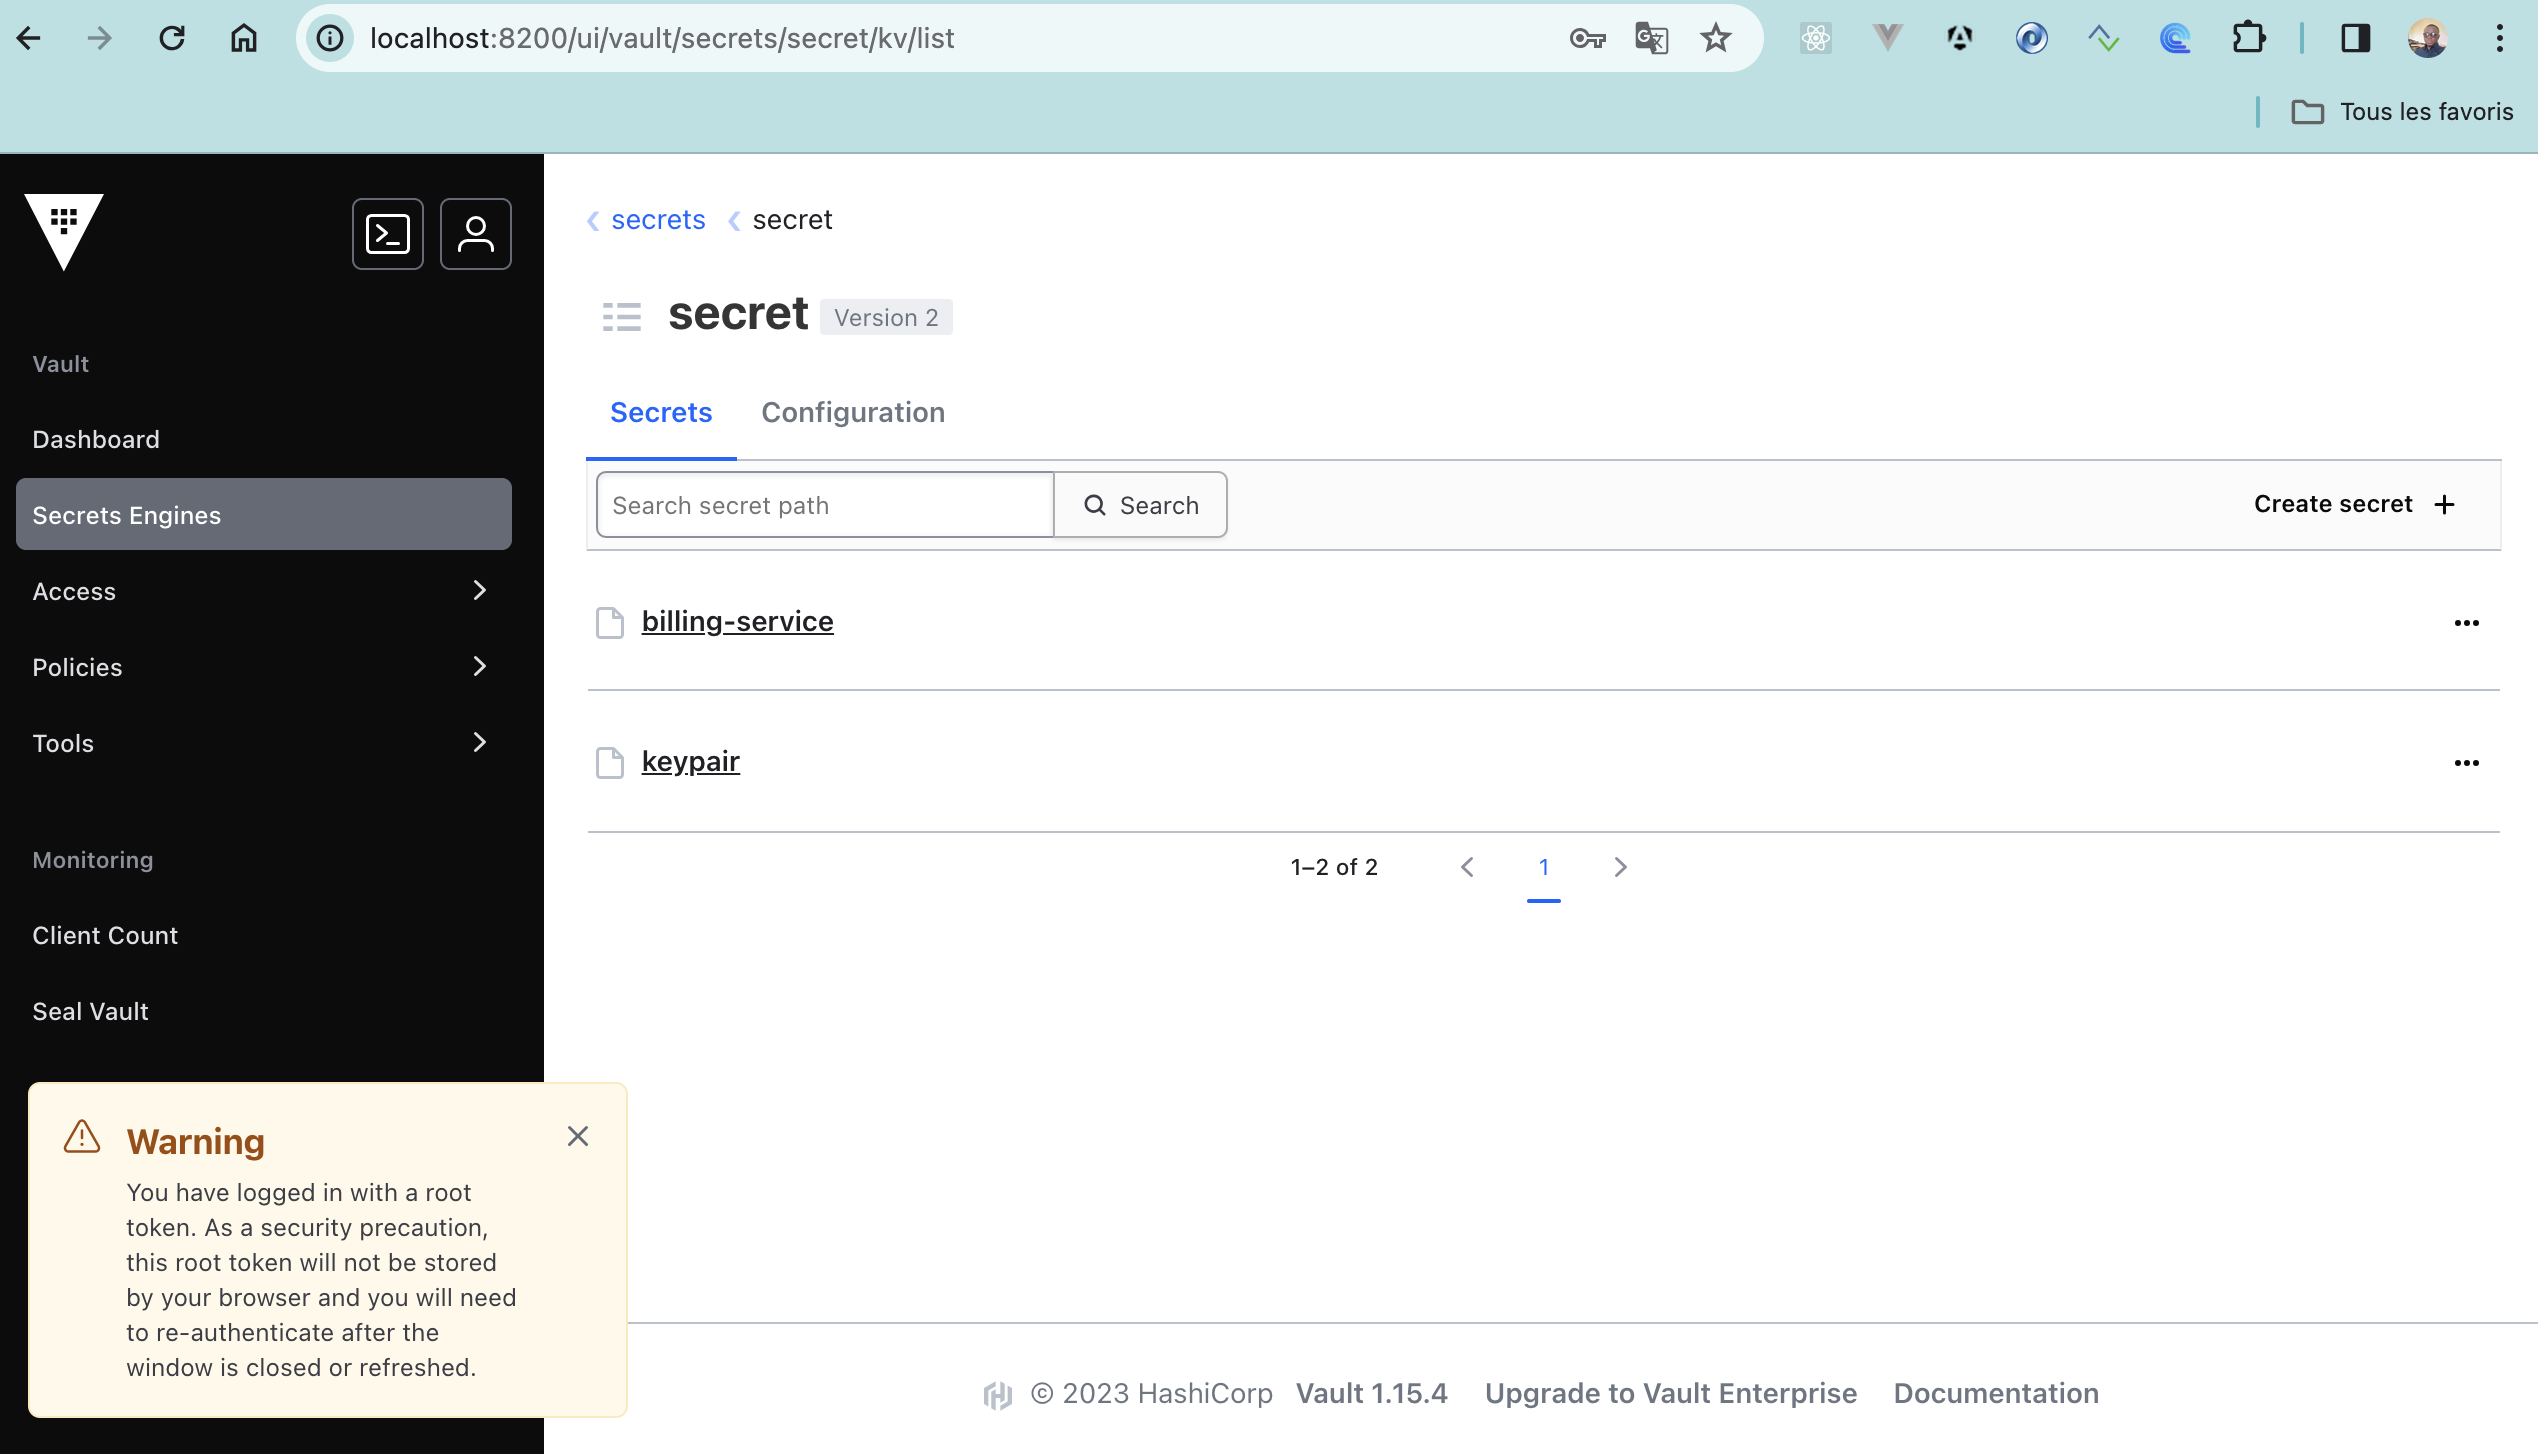 localhost:8200/ui/vault/secrets/secret/kv/list
Tous les favoris
secrets secret
secret Version 2
Vault
Dashboard
Secrets Engines
Access
Policies
Tools
Monitoring
Client Count
Seal Vault
Secrets Configuration
Search secret path Search Create secret
billing-service
keypair
1–2 of 2 1
Warning
You have logged in with a root
token. As a security precaution,
this root token will not be stored
by your browser and you will need
to re-authenticate after the
window is closed or refreshed.
© 2023 HashiCorp Vault 1.15.4 Upgrade to Vault Enterprise Documentation